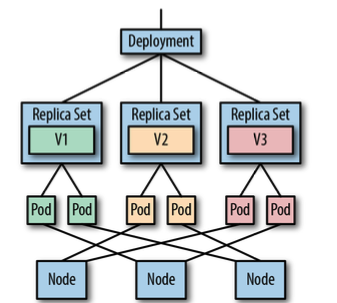 Deployment
Replica Set Replica Set Replica Set
V1 V2 V3
Pod Pod Pod Pod Pod Pod
Node Node Node